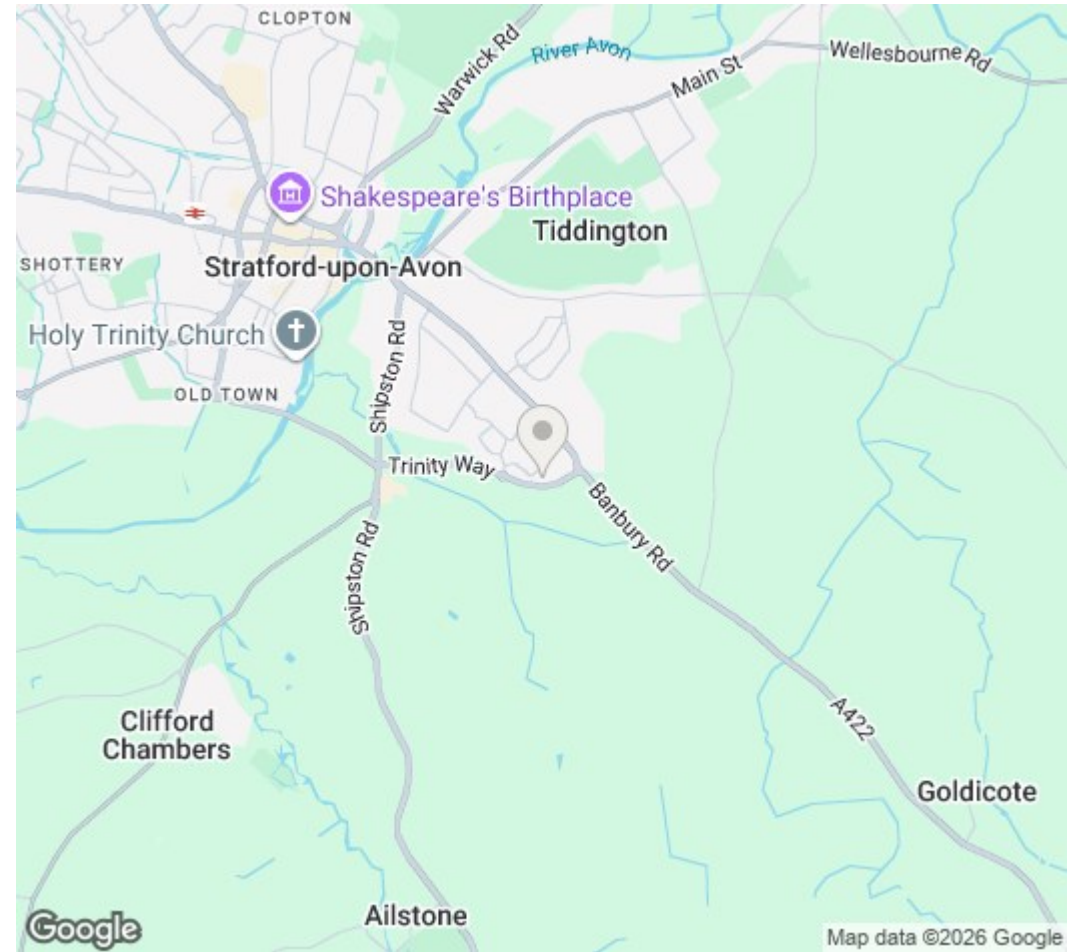 CLOPTON
Warwick Rd
River Avon
Main St
Wellesbourne Rd
Shakespeare's Birthplace
Tiddington
SHOTTERY
Stratford-upon-Avon
Holy Trinity Church
Shipston Rd
OLD TOWN
Trinity Way
Banbury Rd
Shipston Rd
Clifford
Chambers
A422
Goldicote
Ailstone
Google
Map data ©2026 Google